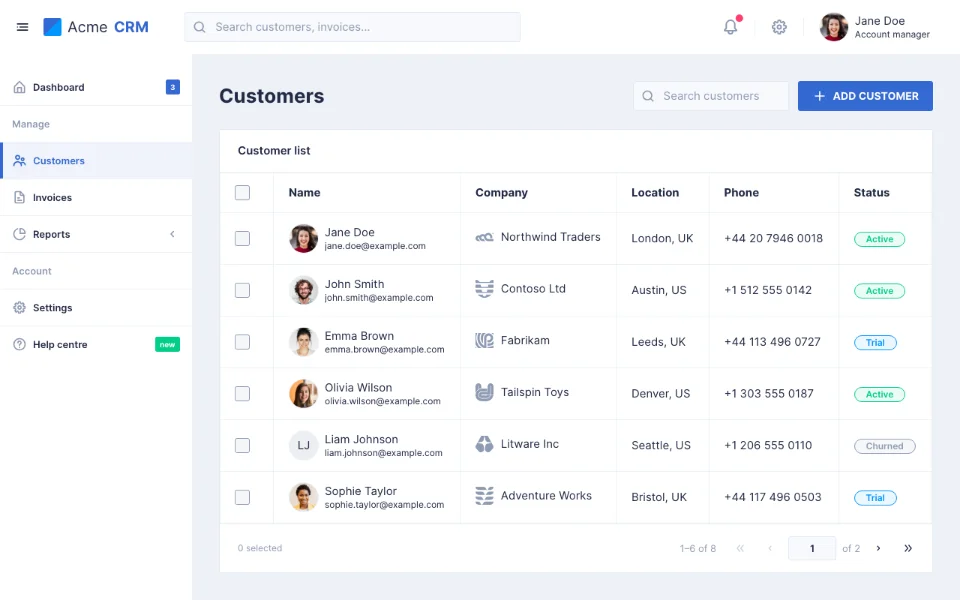 Acme CRM
Search customers, invoices...
Jane Doe
Account manager
Dashboard
3
Manage
Customers
Invoices
Reports
Account
Settings
Help centre
new
Customers
Search customers
ADD CUSTOMER
Customer list
Name Company Location Phone Status
Jane Doe
jane.doe@example.com
Northwind Traders
London, UK
+44 20 7946 0018
Active
John Smith
john.smith@example.com
Contoso Ltd
Austin, US
+1 512 555 0142
Active
Emma Brown
emma.brown@example.com
Fabrikam
Leeds, UK
+44 113 496 0727
Trial
Olivia Wilson
olivia.wilson@example.com
Tailspin Toys
Denver, US
+1 303 555 0187
Active
LJ
Liam Johnson
liam.johnson@example.com
Litware Inc
Seattle, US
+1 206 555 0110
Churned
Sophie Taylor
sophie.taylor@example.com
Adventure Works
Bristol, UK
+44 117 496 0503
Trial
0 selected
1–6 of 8
1
of 2